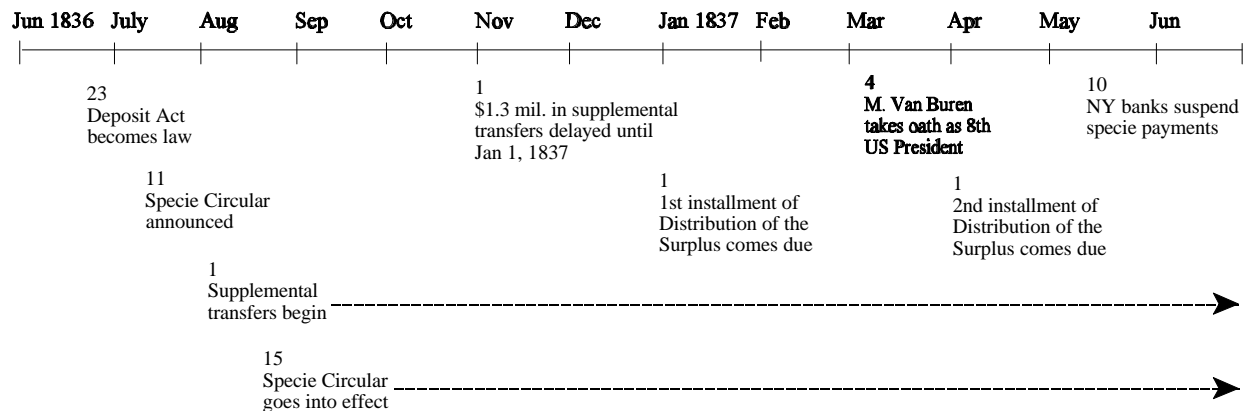 Jun 1836 July Aug Sep Oct Nov Dec Jan 1837 Feb Mar Apr May Jun
23
Deposit Act
becomes law
1
$1.3 mil. in supplemental
transfers delayed until
Jan 1, 1837
4
M. Van Buren
takes oath as 8th
US President
10
NY banks suspend
specie payments
11
Specie Circular
announced
1
1st installment of
Distribution of the
Surplus comes due
1
2nd installment of
Distribution of the
Surplus comes due
1
Supplemental
transfers begin
15
Specie Circular
goes into effect